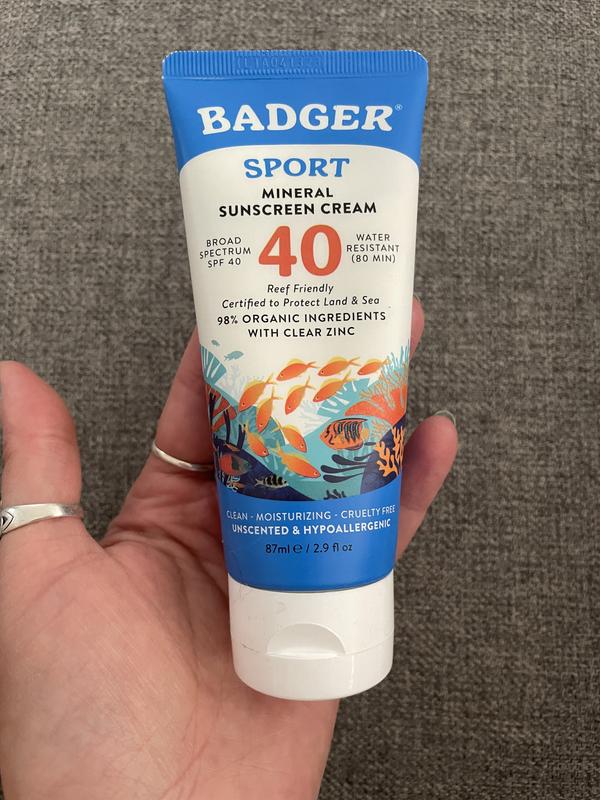 BADGER®
SPORT
MINERAL
SUNSCREEN CREAM
BROAD
SPECTRUM
SPF 40
40
WATER
RESISTANT
(80 MIN)
Reef Friendly
Certified to Protect Land & Sea
98% ORGANIC INGREDIENTS
WITH CLEAR ZINC
CLEAN - MOISTURIZING - CRUELTY FREE
UNSCENTED & HYPOALLERGENIC
87ml ℮ / 2.9 fl oz